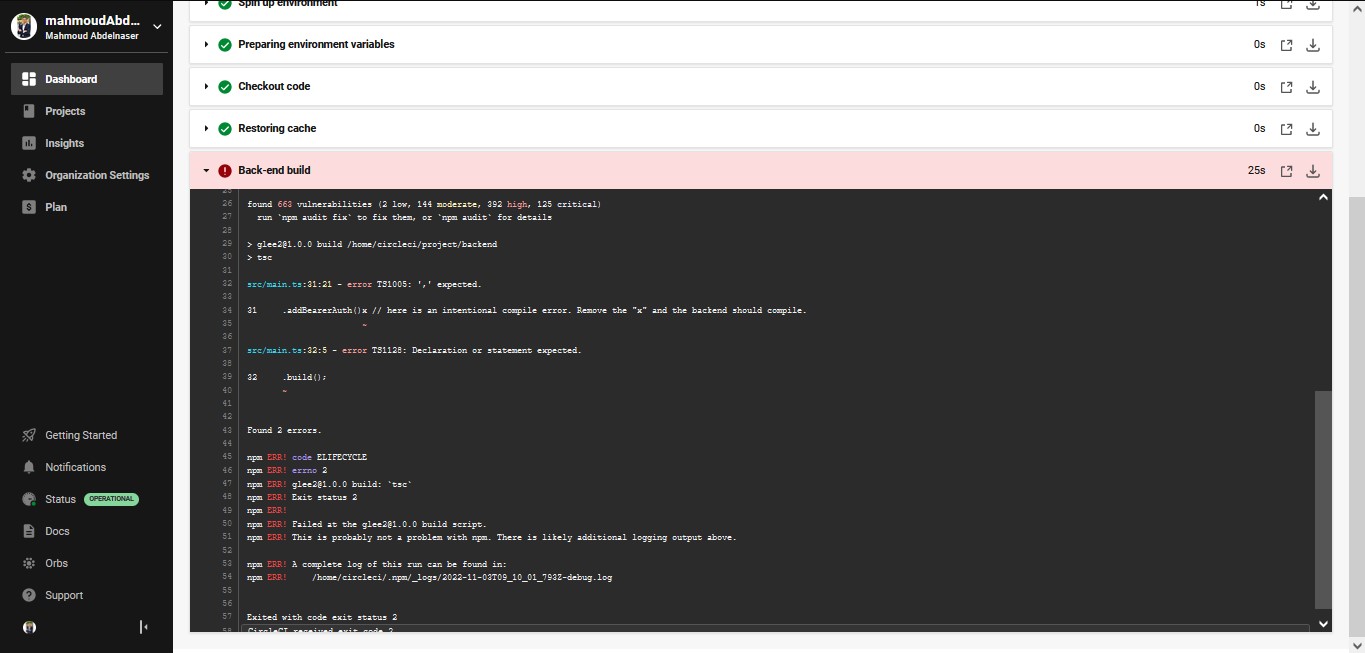 mahmoudAbd...
Mahmoud Abdelnaser
Dashboard
Projects
Insights
Organization Settings
Plan
Getting Started
Notifications
Status OPERATIONAL
Docs
Orbs
Support
Spin up environment 1s
Preparing environment variables 0s
Checkout code 0s
Restoring cache 0s
Back-end build 25s
25
26 found 663 vulnerabilities (2 low, 144 moderate, 392 high, 125 critical)
27 run `npm audit fix` to fix them, or `npm audit` for details
28
29 > glee2@1.0.0 build /home/circleci/project/backend
30 > tsc
31
32 src/main.ts:31:21 - error TS1005: ',' expected.
33
34 31 .addBearerAuth()x // here is an intentional compile error. Remove the "x" and the backend should compile.
35 ~
36
37 src/main.ts:32:5 - error TS1128: Declaration or statement expected.
38
39 32 .build();
40 ~
41
42
43 Found 2 errors.
44
45 npm ERR! code ELIFECYCLE
46 npm ERR! errno 2
47 npm ERR! glee2@1.0.0 build: `tsc`
48 npm ERR! Exit status 2
49 npm ERR!
50 npm ERR! Failed at the glee2@1.0.0 build script.
51 npm ERR! This is probably not a problem with npm. There is likely additional logging output above.
52
53 npm ERR! A complete log of this run can be found in:
54 npm ERR! /home/circleci/.npm/_logs/2022-11-03T09_10_01_793Z-debug.log
55
56
57 Exited with code exit status 2
58 CircleCI received exit code 2